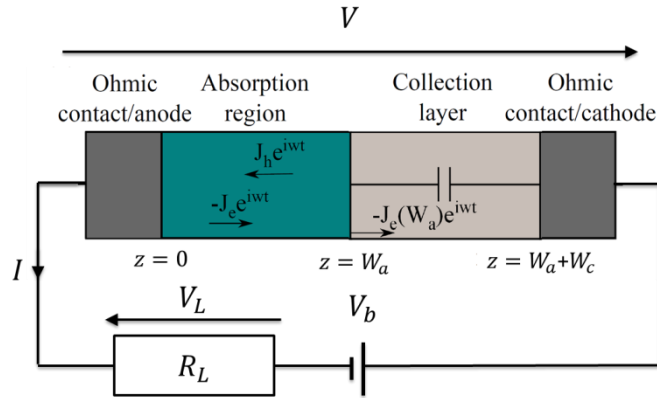 V
Ohmic
contact/anode
Absorption
region
Collection
layer
Ohmic
contact/cathode
J_h e^{iwt}
-J_e e^{iwt}
-J_e(W_a)e^{iwt}
z = 0
z = W_a
z = W_a+W_c
I
V_L
V_b
R_L